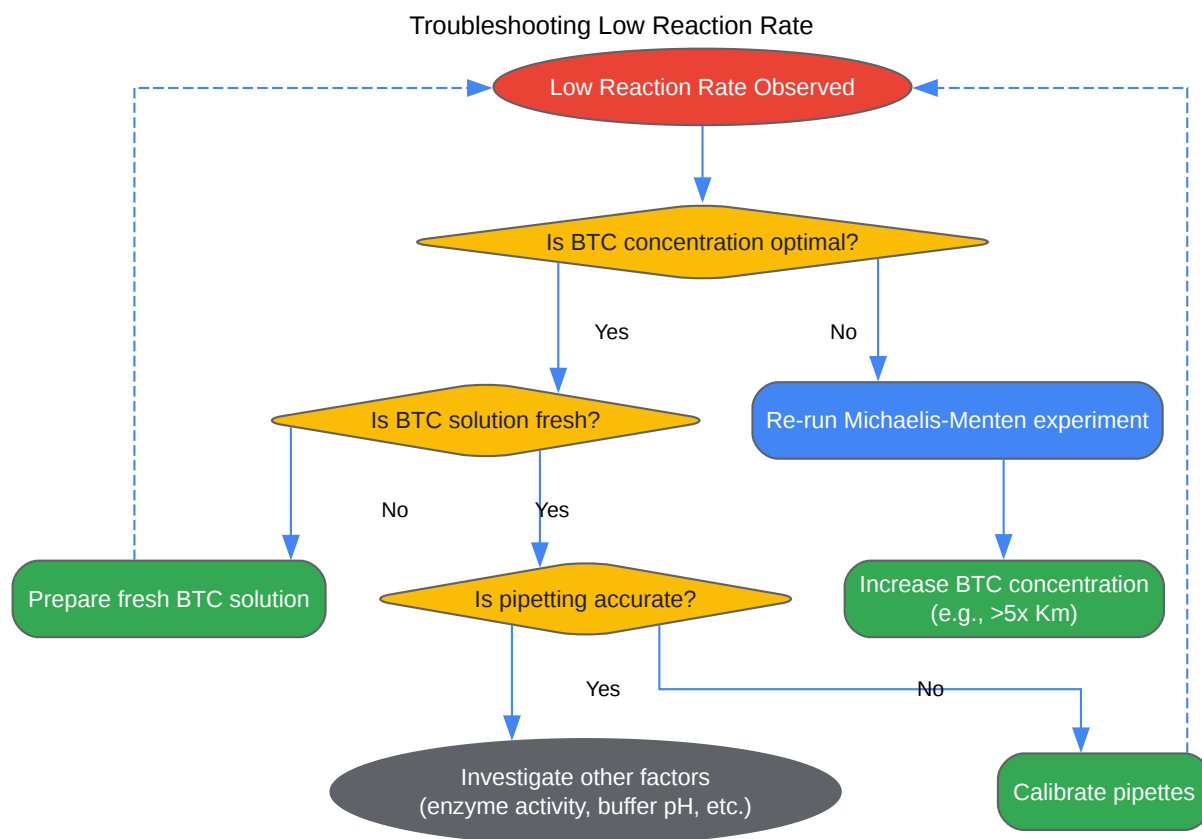 Troubleshooting Low Reaction Rate
Low Reaction Rate Observed
Is BTC concentration optimal?
Yes
No
Is BTC solution fresh?
Re-run Michaelis-Menten experiment
No
Yes
Prepare fresh BTC solution
Is pipetting accurate?
Increase BTC concentration
(e.g., >5x Km)
Yes
No
Investigate other factors
(enzyme activity, buffer pH, etc.)
Calibrate pipettes